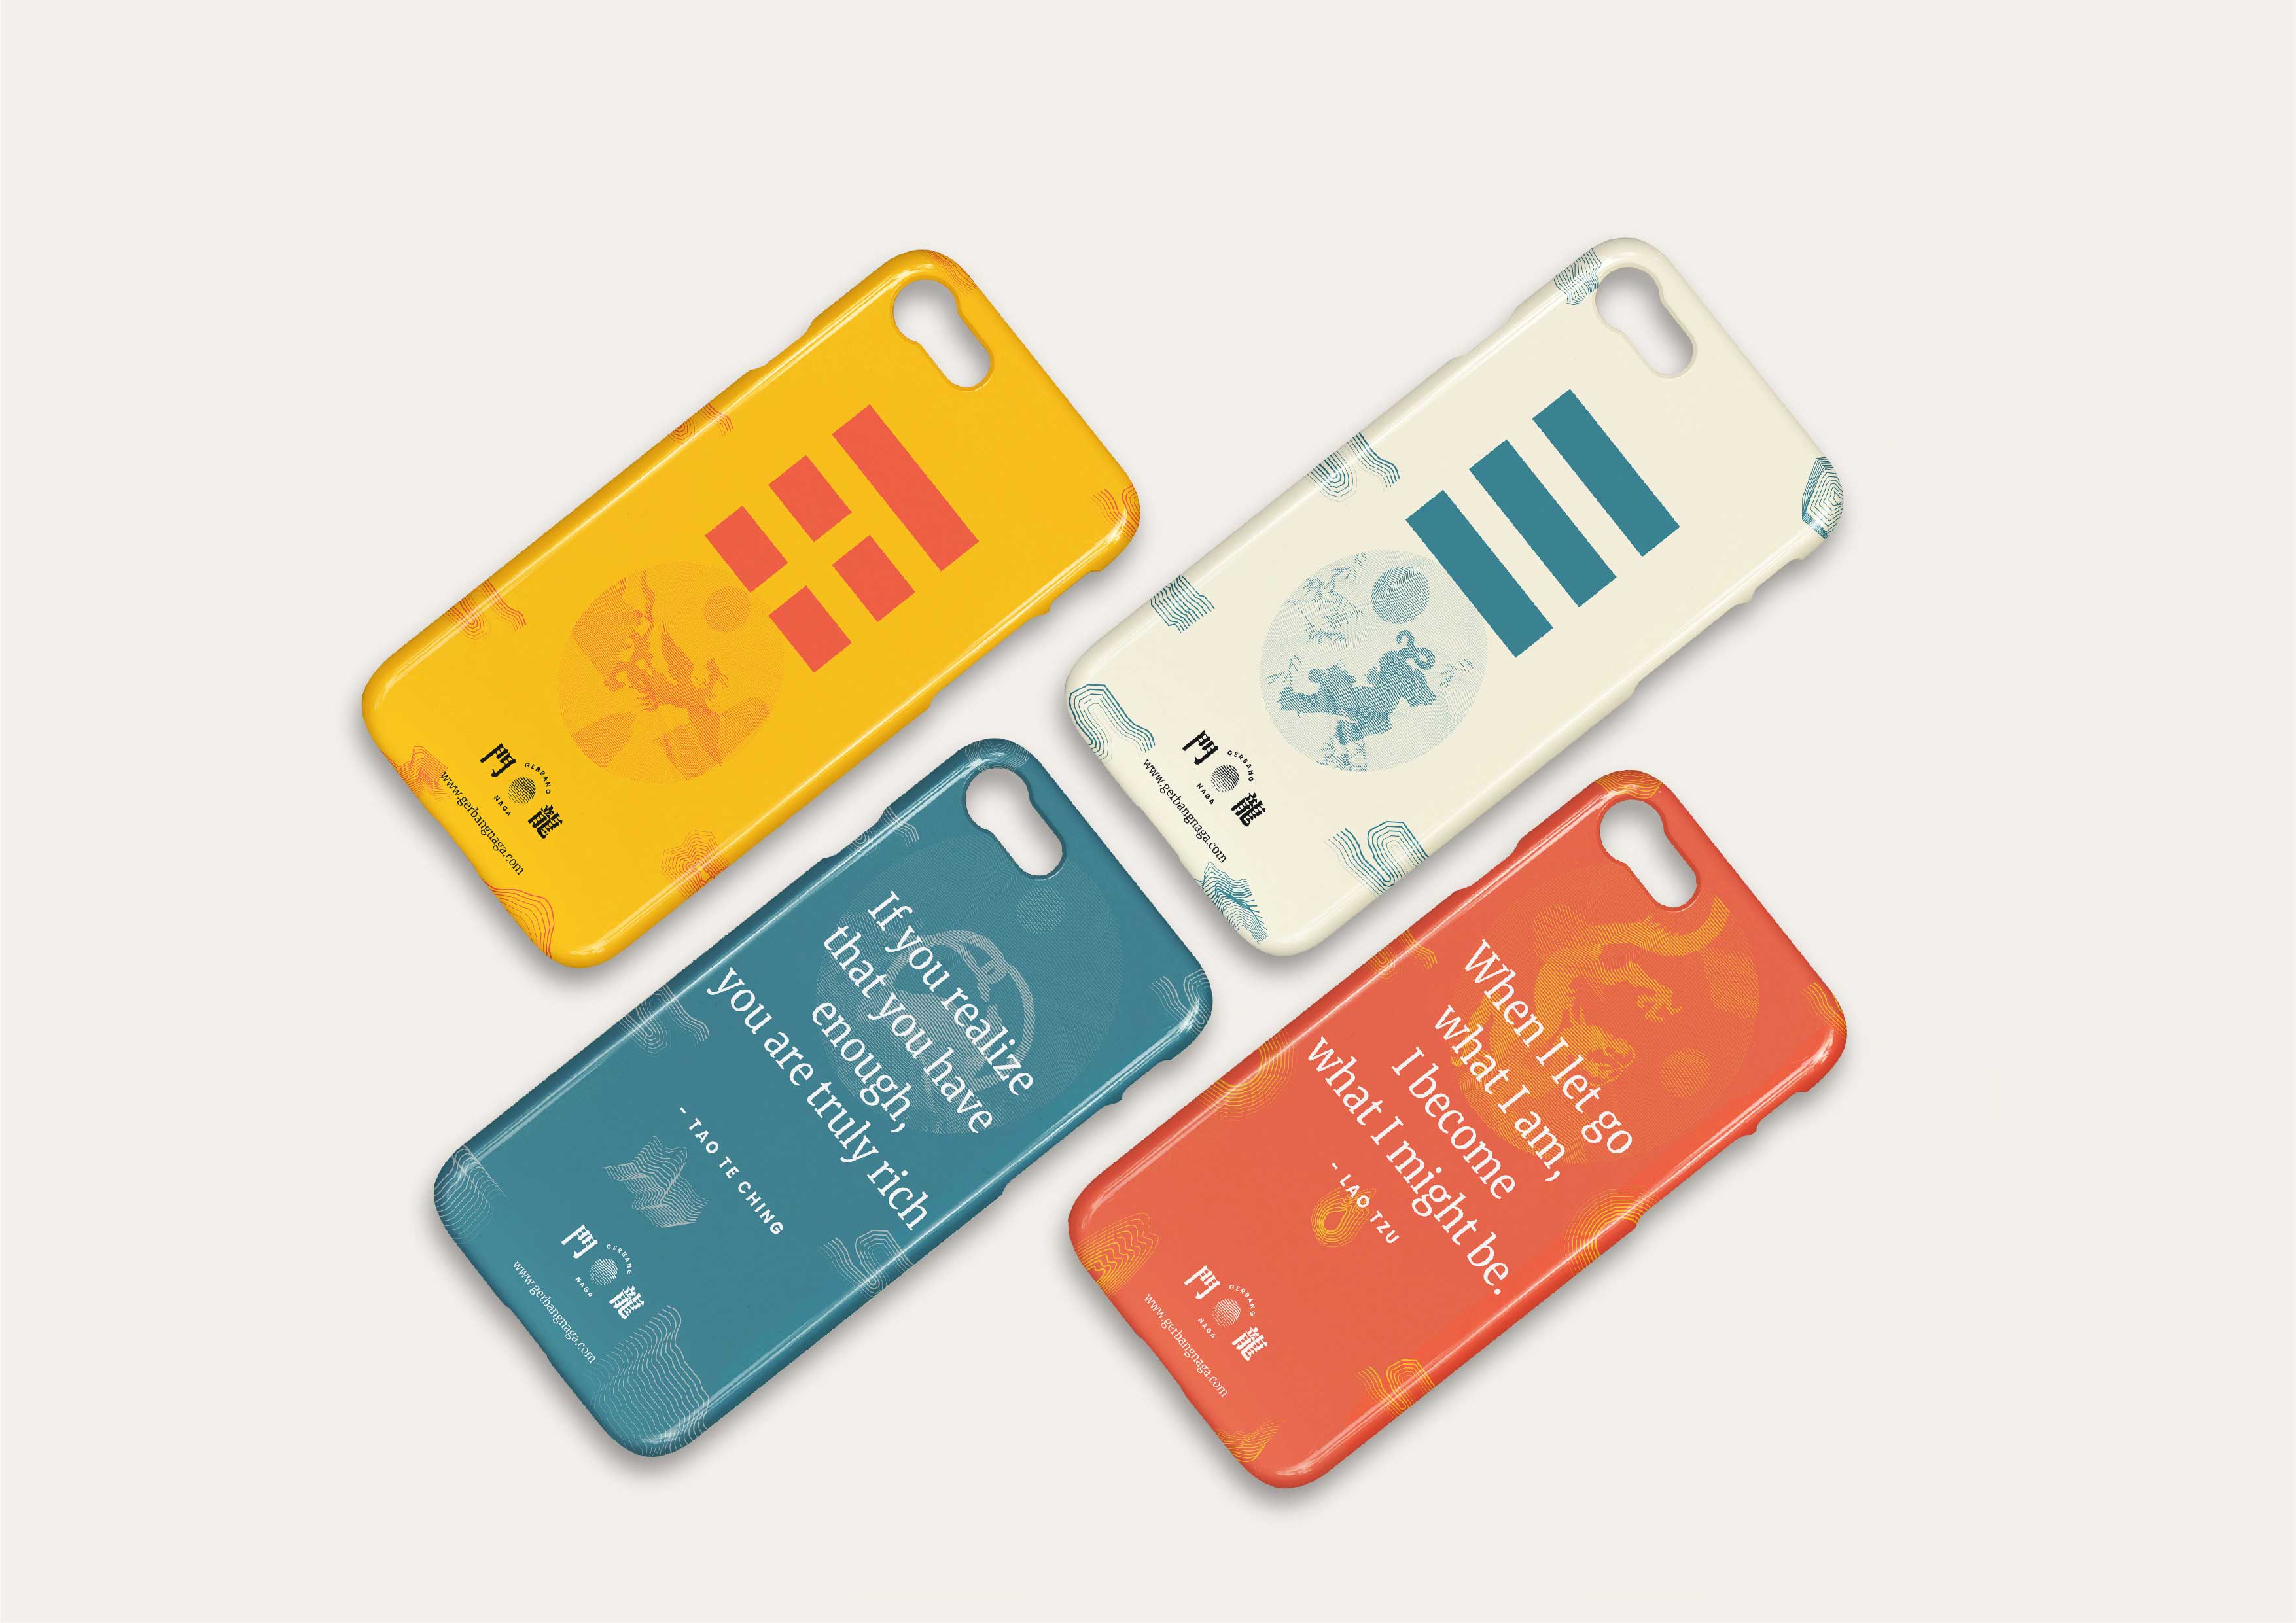 門 龍
GERBANG
NAGA
www.gerbangnaga.com
門 龍
GERBANG
NAGA
www.gerbangnaga.com
If you realize
that you have
enough,
you are truly rich
- TAO TE CHING
門 龍
GERBANG
NAGA
www.gerbangnaga.com
When I let go
what I am,
I become
what I might be.
- LAO TZU
門 龍
GERBANG
NAGA
www.gerbangnaga.com